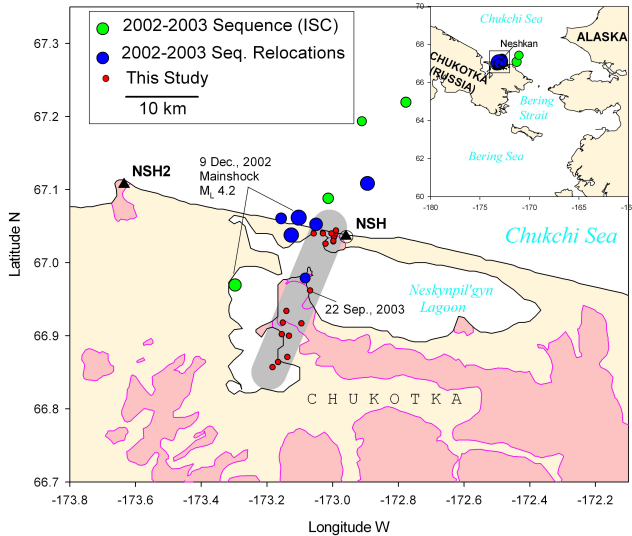 67.3
67.2
67.1
67.0
66.9
66.8
66.7
Latitude N
2002-2003 Sequence (ISC)
2002-2003 Seq. Relocations
This Study
10 km
70
68
66
64
62
60
-180
-175
-170
-165
-15
Chukchi Sea
Neshkan
ALASKA
CHUKOTKA
(RUSSIA)
Bering
Strait
Bering Sea
NSH2
9 Dec., 2002
Mainshock
ML 4.2
NSH
Chukchi Sea
Neskynpil'gyn
Lagoon
22 Sep., 2003
C H U K O T K A
-173.8
-173.6
-173.4
-173.2
-173.0
-172.8
-172.6
-172.4
-172.2
Longitude W